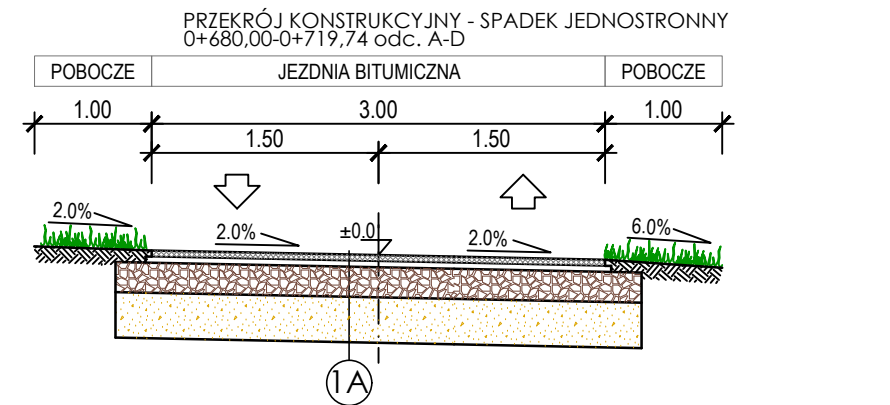 PRZEKRÓJ KONSTRUKCYJNY - SPADEK JEDNOSTRONNY
0+680,00-0+719,74 odc. A-D
POBOCZE JEZDNIA BITUMICZNA POBOCZE
1.00 3.00 1.00
1.50 1.50
2.0% 2.0% ±0.0 2.0% 6.0%
1A